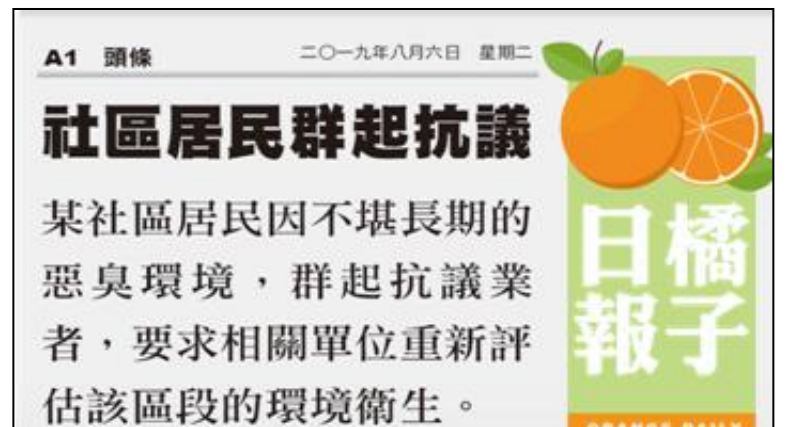 A1 頭條 二〇一九年八月六日 星期二
社區居民群起抗議
某社區居民因不堪長期的
惡臭環境，群起抗議業
者，要求相關單位重新評
估該區段的環境衛生。
橘子
日報
ORANGE DAILY